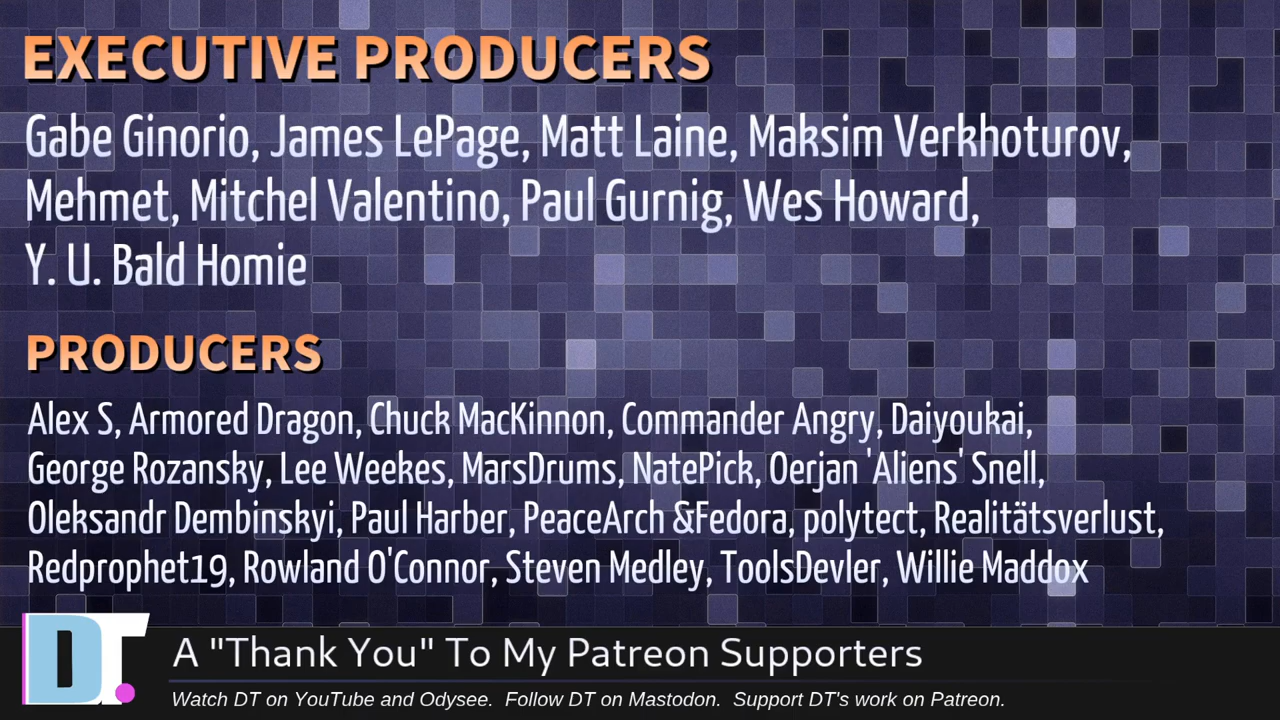 EXECUTIVE PRODUCERS
Gabe Ginorio, James LePage, Matt Laine, Maksim Verkhoturov,
Mehmet, Mitchel Valentino, Paul Gurnig, Wes Howard,
Y. U. Bald Homie
PRODUCERS
Alex S, Armored Dragon, Chuck MacKinnon, Commander Angry, Daiyoukai,
George Rozansky, Lee Weekes, MarsDrums, NatePick, Oerjan 'Aliens' Snell,
Oleksandr Dembinskyi, Paul Harber, PeaceArch &Fedora, polytect, Realitätsverlust,
Redprophet19, Rowland O'Connor, Steven Medley, ToolsDevler, Willie Maddox
DT.
A "Thank You" To My Patreon Supporters
Watch DT on YouTube and Odysee.  Follow DT on Mastodon.  Support DT's work on Patreon.